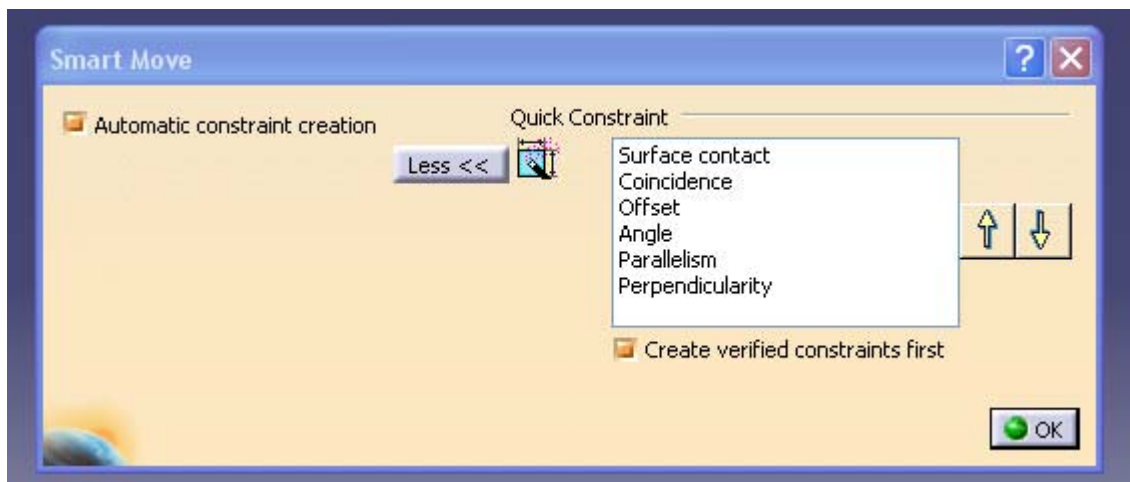 Smart Move
Automatic constraint creation
Less <<
Quick Constraint
Surface contact
Coincidence
Offset
Angle
Parallelism
Perpendicularity
Create verified constraints first
OK